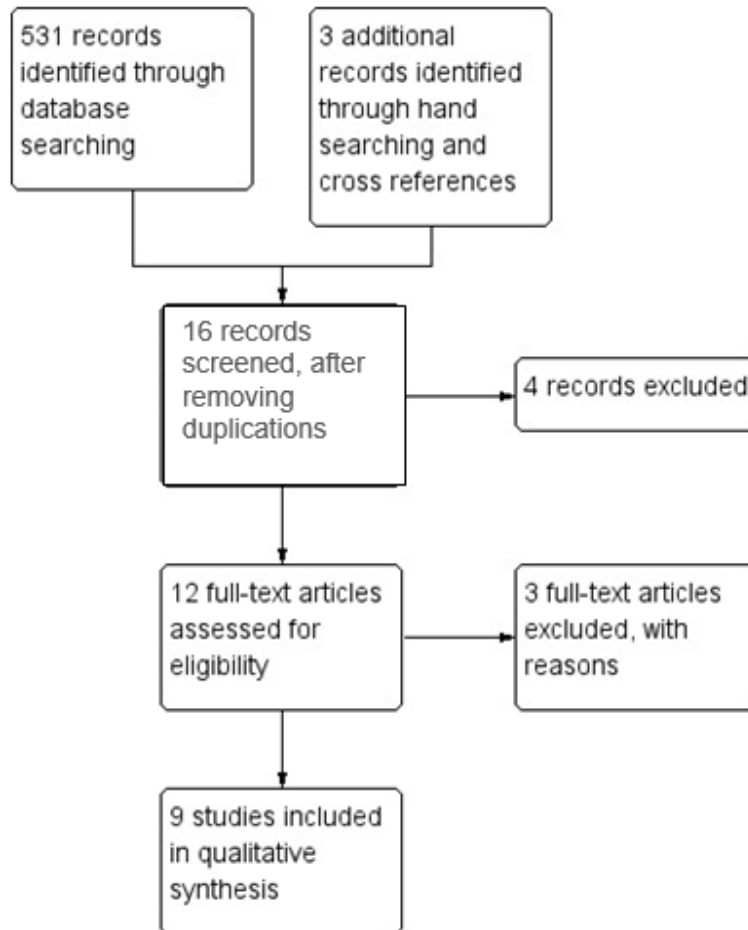 531 records
identified through
database
searching
3 additional
records identified
through hand
searching and
cross references
16 records
screened, after
removing
duplications
4 records excluded
12 full-text articles
assessed for
eligibility
3 full-text articles
excluded, with
reasons
9 studies included
in qualitative
synthesis